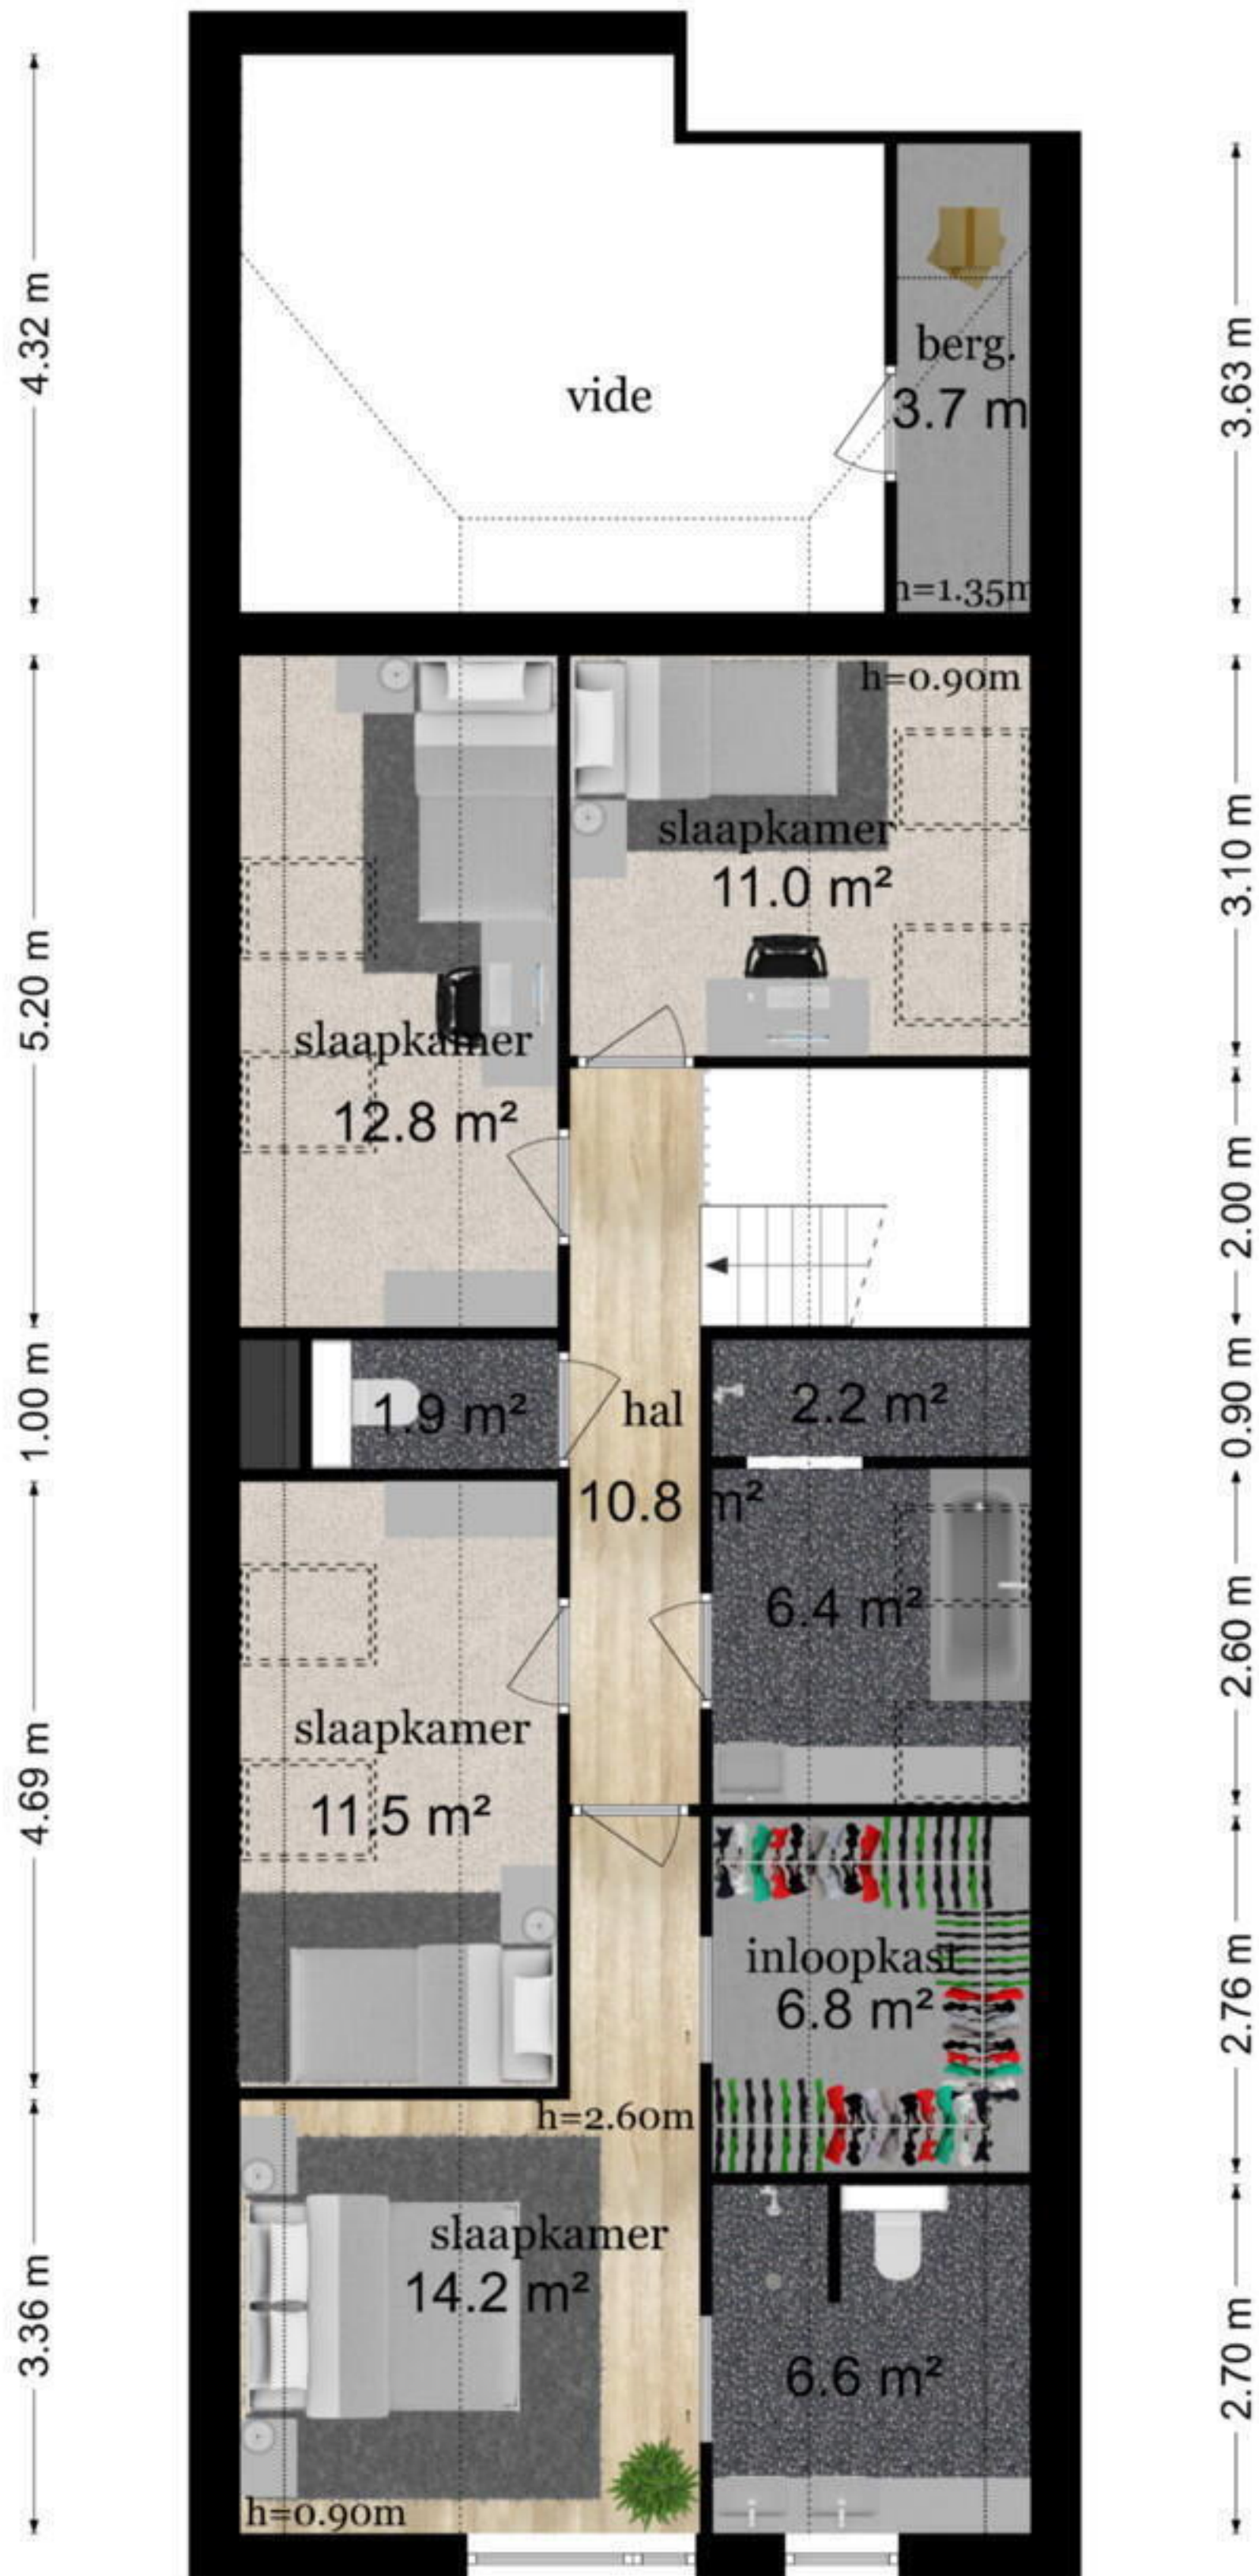 4.32 m
3.63 m
vide
berg.
3.7 m
h=1.35m
h=0.90m
slaapkamer
11.0 m²
3.10 m
5.20 m
slaapkamer
12.8 m²
2.00 m
1.00 m
1.9 m²
hal
10.8 m²
2.2 m²
0.90 m
6.4 m²
2.60 m
4.69 m
slaapkamer
11.5 m²
inloopkast
6.8 m²
2.76 m
h=2.60m
3.36 m
slaapkamer
14.2 m²
6.6 m²
2.70 m
h=0.90m